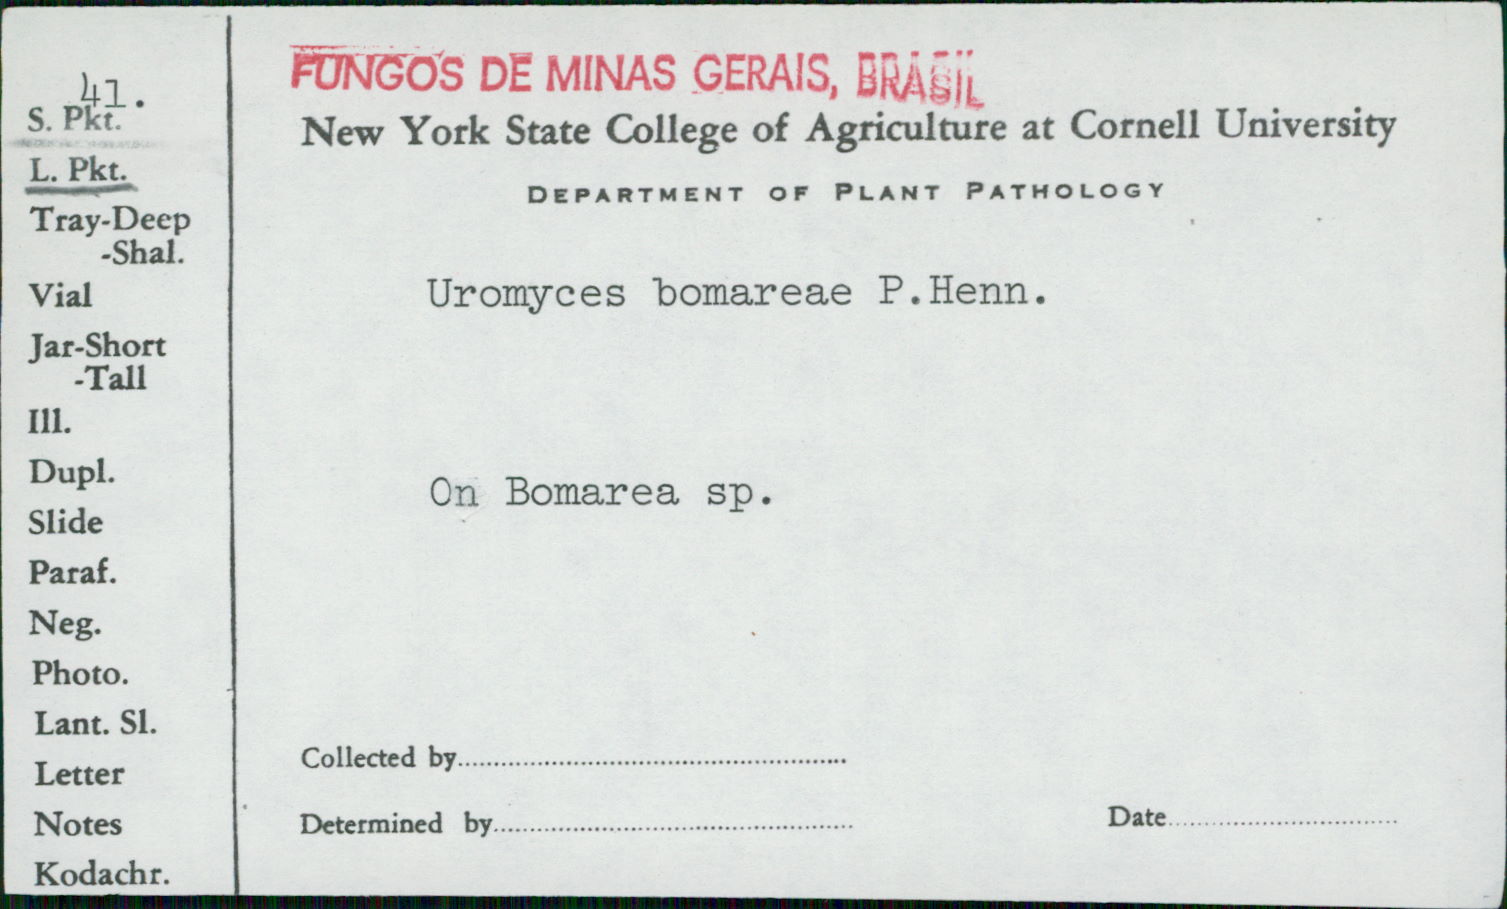 41.
S. Pkt.
L. Pkt.
Tray-Deep
-Shal.
Vial
Jar-Short
-Tall
Ill.
Dupl.
Slide
Paraf.
Neg.
Photo.
Lant. Sl.
Letter
Notes
Kodachr.
FUNGOS DE MINAS GERAIS, BRASIL
New York State College of Agriculture at Cornell University
DEPARTMENT OF PLANT PATHOLOGY
Uromyces bomareae P.Henn.
On Bomarea sp.
Collected by
Determined by
Date